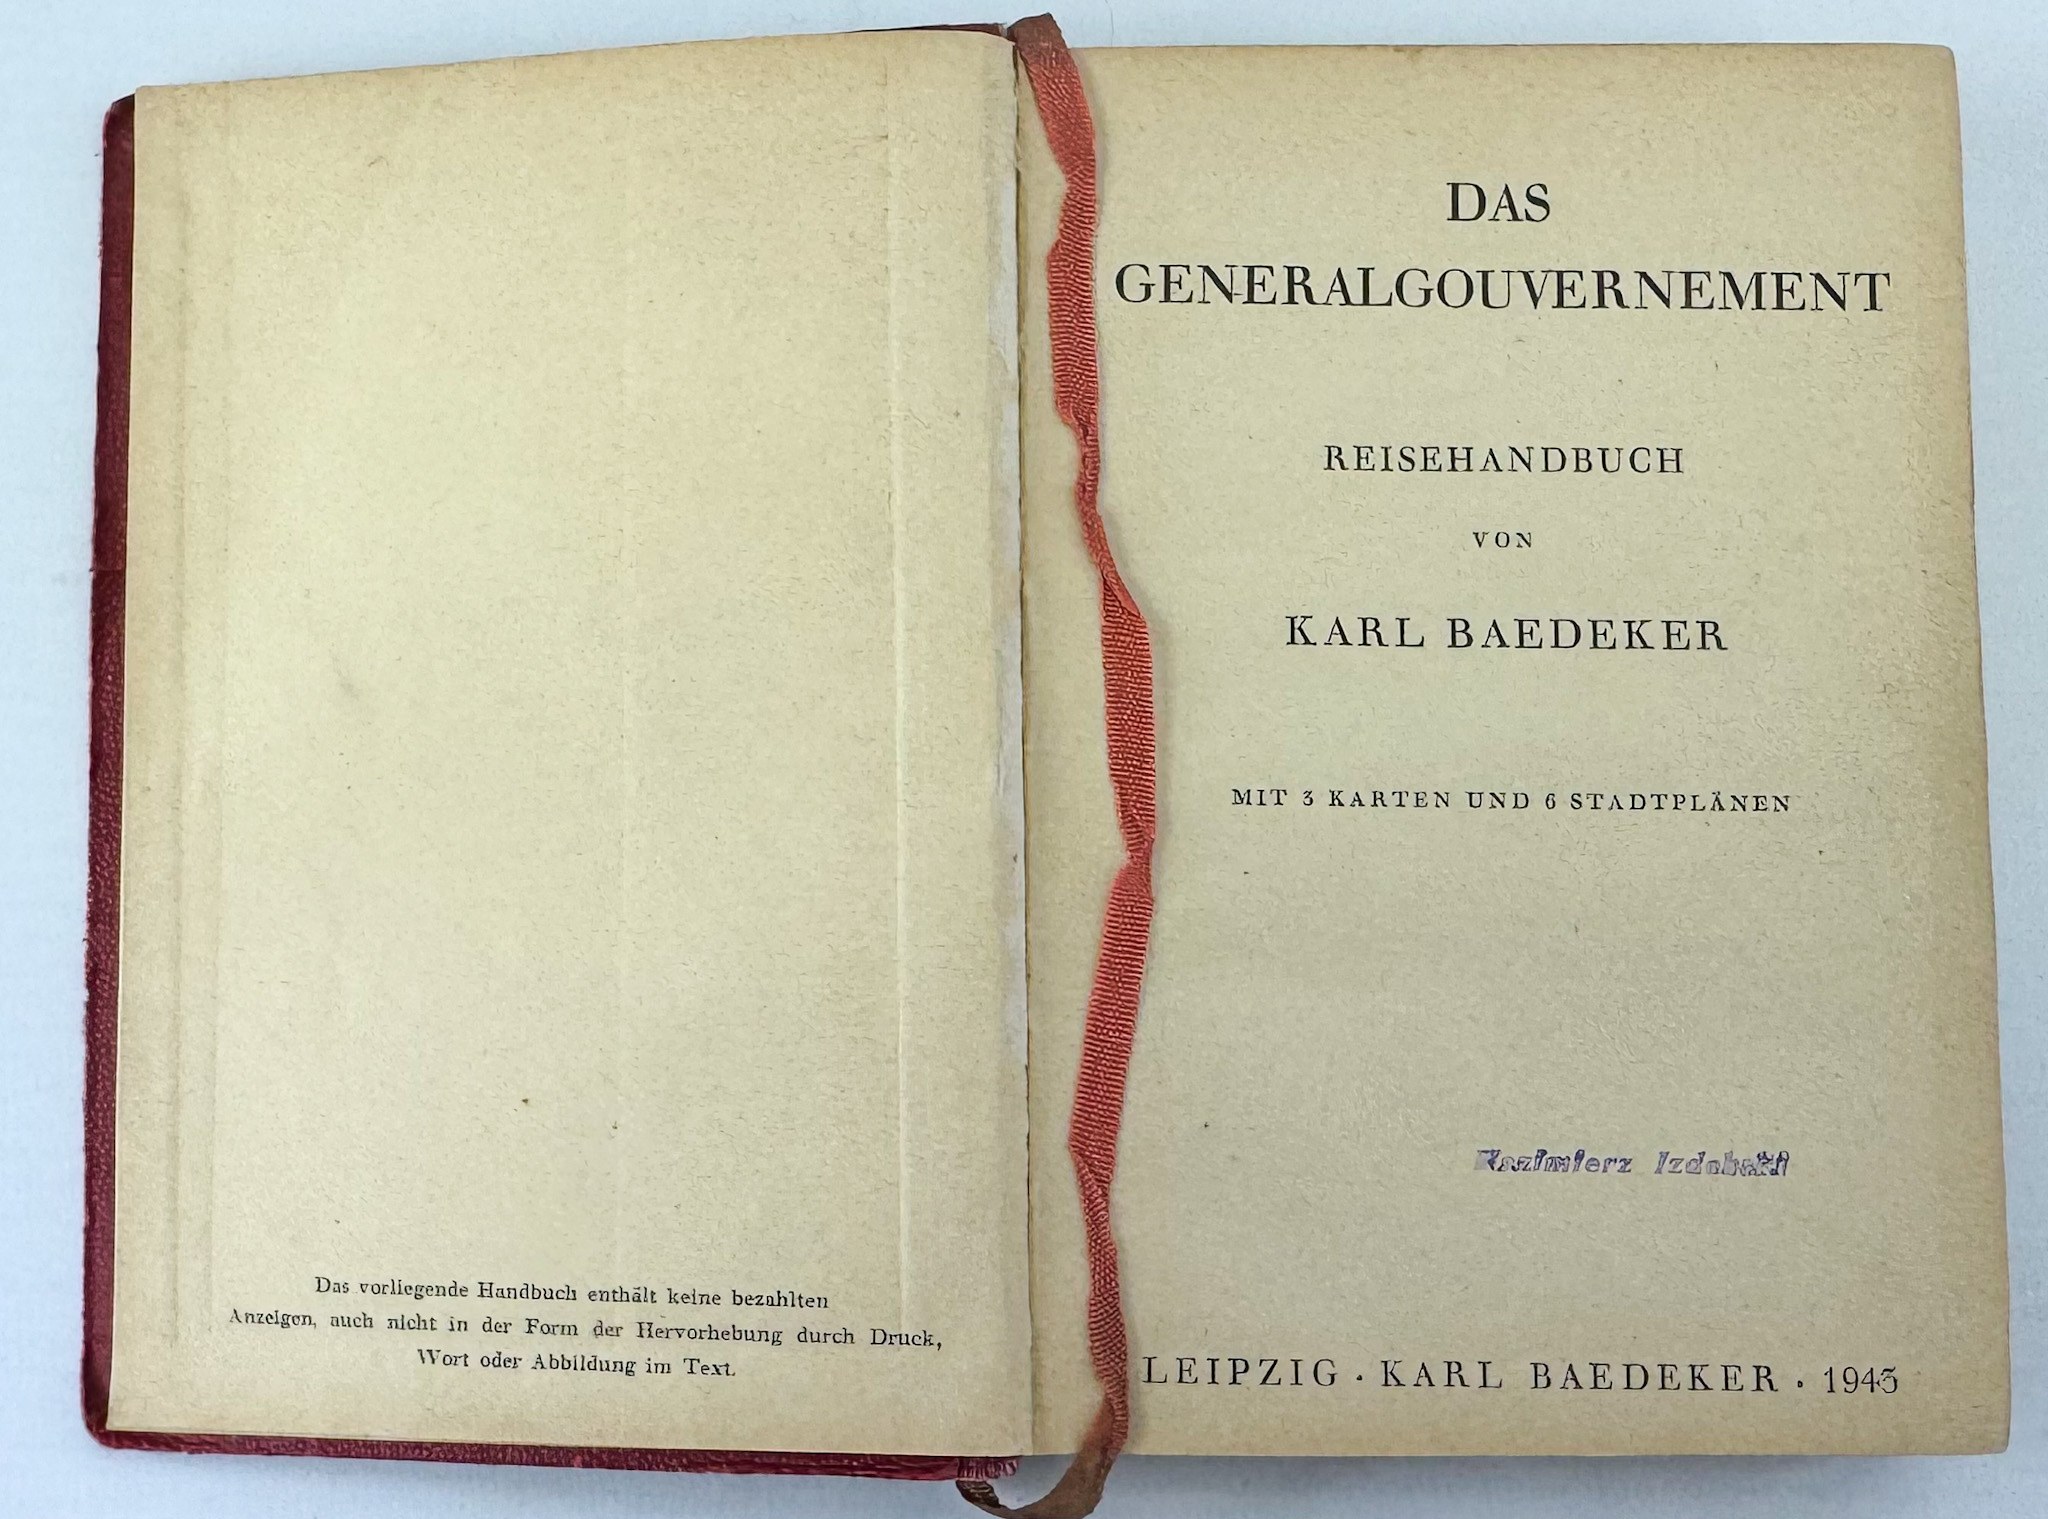 Das vorliegende Handbuch enthält keine bezahlten
Anzeigen, auch nicht in der Form der Hervorhebung durch Druck,
Wort oder Abbildung im Text.
DAS
GENERALGOUVERNEMENT
REISEHANDBUCH
VON
KARL BAEDEKER
MIT 3 KARTEN UND 6 STADTPLÄNEN
Kazimierz Izdebski
LEIPZIG · KARL BAEDEKER · 1943